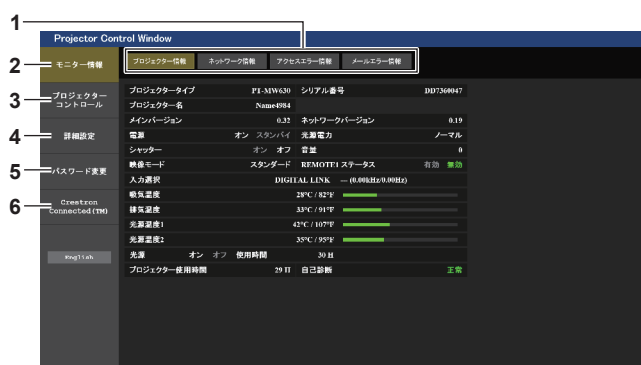 1
Projector Control Window
2
モニター情報
プロジェクター情報 ネットワーク情報 アクセスエラー情報 メールエラー情報
3
プロジェクター
コントロール
4
詳細設定
5
パスワード変更
6
Crestron
Connected(TM)
English
プロジェクタータイプ PT-MW630 シリアル番号 DD7360047
プロジェクター名 Name4984
メインバージョン 0.32 ネットワークバージョン 0.19
電源 オン スタンバイ 光源電力 ノーマル
シャッター オン オフ 音量 0
映像モード スタンダード REMOTE1 ステータス 有効 無効
入力選択 DIGITAL LINK — (0.00kHz/0.00Hz)
吸気温度 28°C / 82°F
排気温度 33°C / 91°F
光源温度1 42°C / 107°F
光源温度2 35°C / 95°F
光源 オン オフ 使用時間 30 H
プロジェクター使用時間 29 H 自己診断 正常